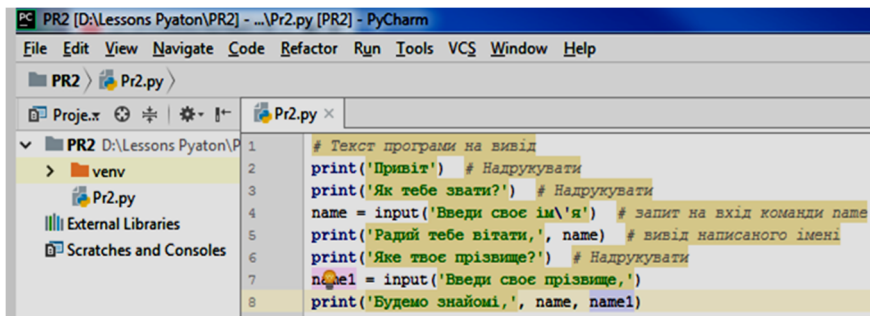 PC PR2 [D:\Lessons Pyaton\PR2] - ...\Pr2.py [PR2] - PyCharm
File Edit View Navigate Code Refactor Run Tools VCS Window Help
PR2 Pr2.py
Proje.. Pr2.py ×
PR2 D:\Lessons Pyaton\P
venv
Pr2.py
External Libraries
Scratches and Consoles
1 # Текст програми на вивід
2 print('Привіт') # Надрукувати
3 print('Як тебе звати?') # Надрукувати
4 name = input('Введи своє ім\'я') # запит на вхід команди name
5 print('Радий тебе вітати,', name) # вивід написаного імені
6 print('Яке твоє прізвище?') # Надрукувати
7 name1 = input('Введи своє прізвище,')
8 print('Будемо знайомі,', name, name1)